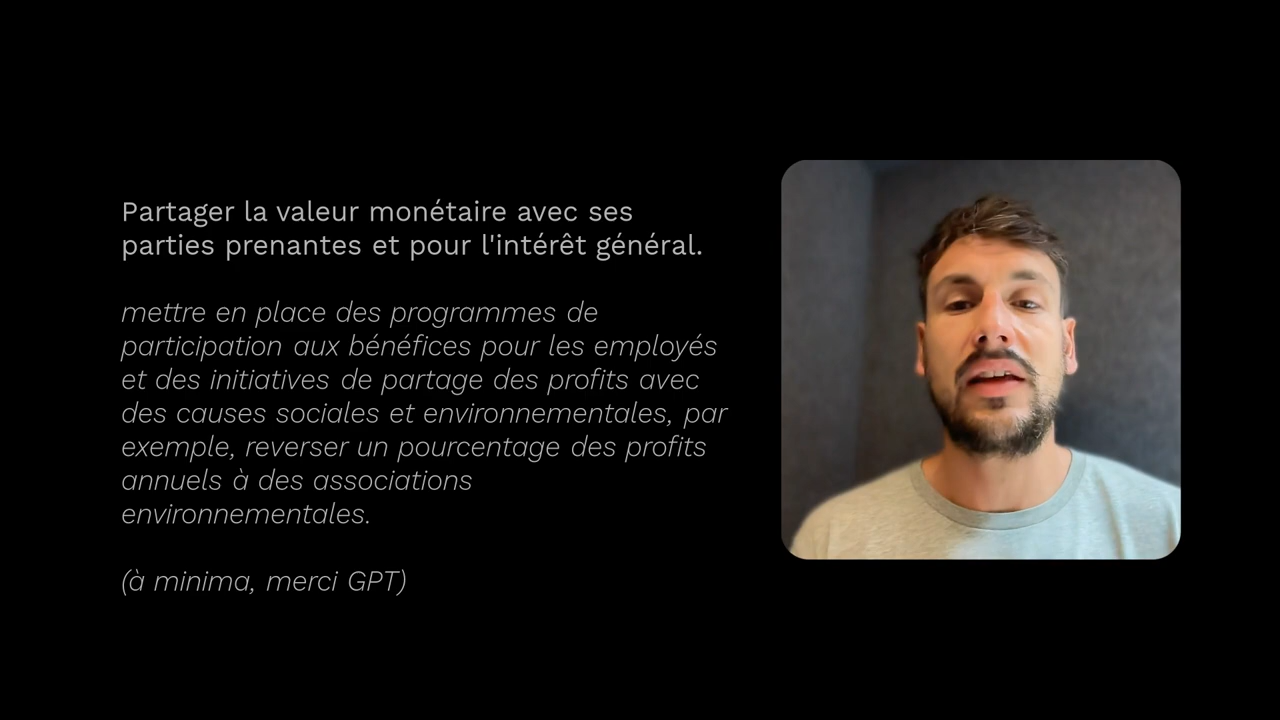 Partager la valeur monétaire avec ses
parties prenantes et pour l'intérêt général.
mettre en place des programmes de
participation aux bénéfices pour les employés
et des initiatives de partage des profits avec
des causes sociales et environnementales, par
exemple, reverser un pourcentage des profits
annuels à des associations
environnementales.
(à minima, merci GPT)